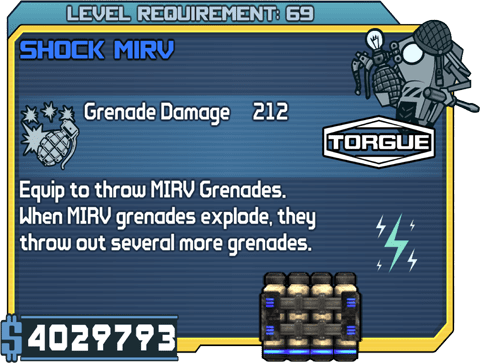 LEVEL REQUIREMENT: 69
SHOCK MIRV
Grenade Damage 212
TORGUE
Equip to throw MIRV Grenades.
When MIRV grenades explode, they
throw out several more grenades.
$4029793